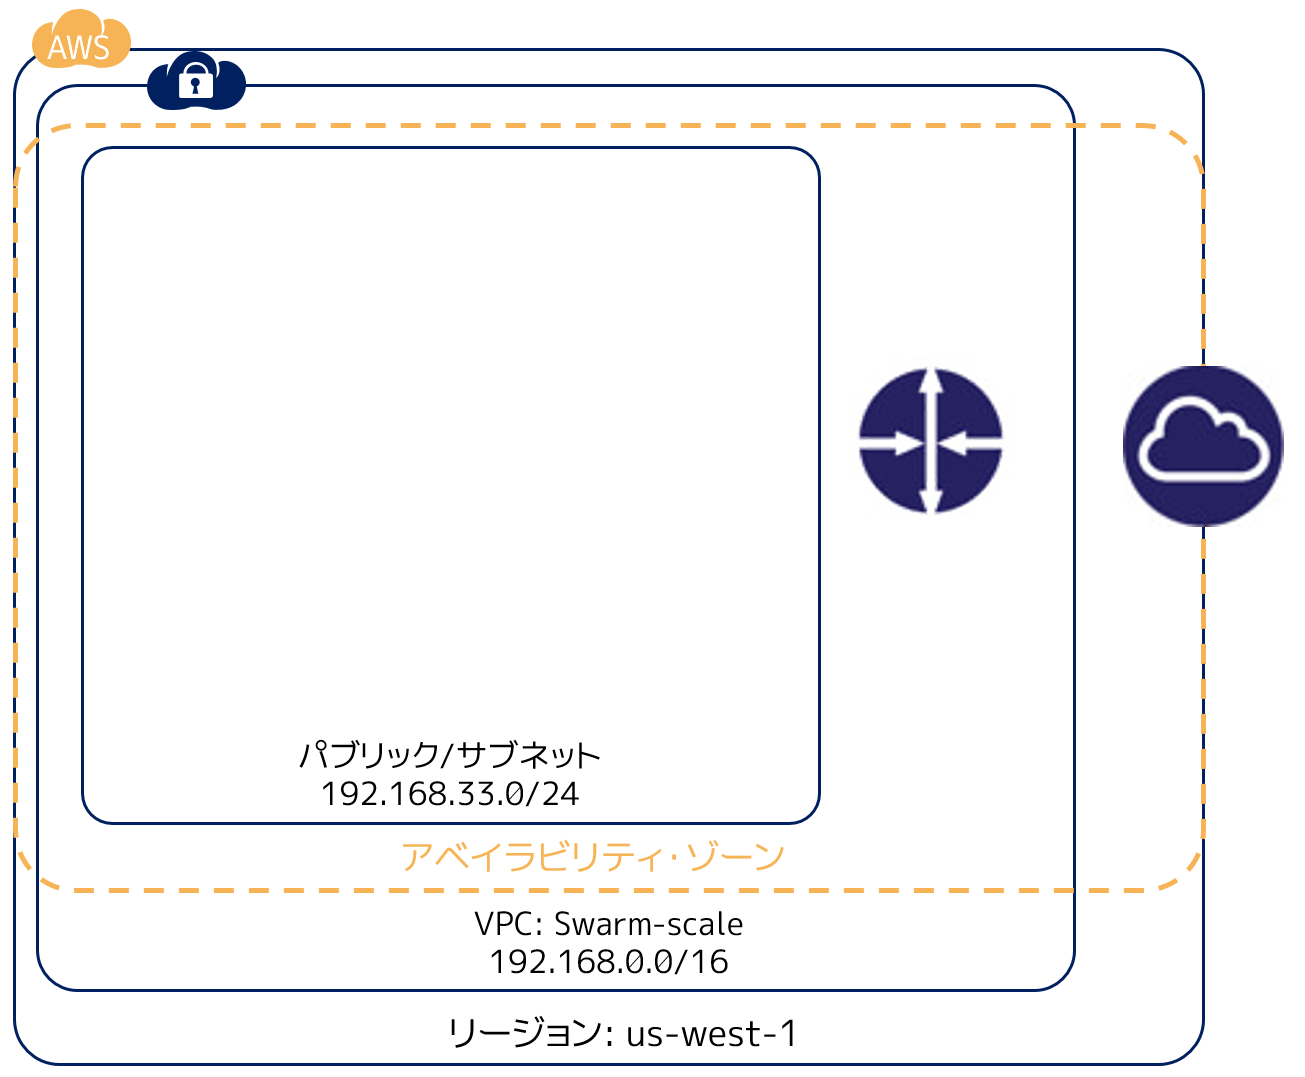 AWS
パブリック/サブネット
192.168.33.0/24
アベイラビリティ・ゾーン
VPC: Swarm-scale
192.168.0.0/16
リージョン: us-west-1